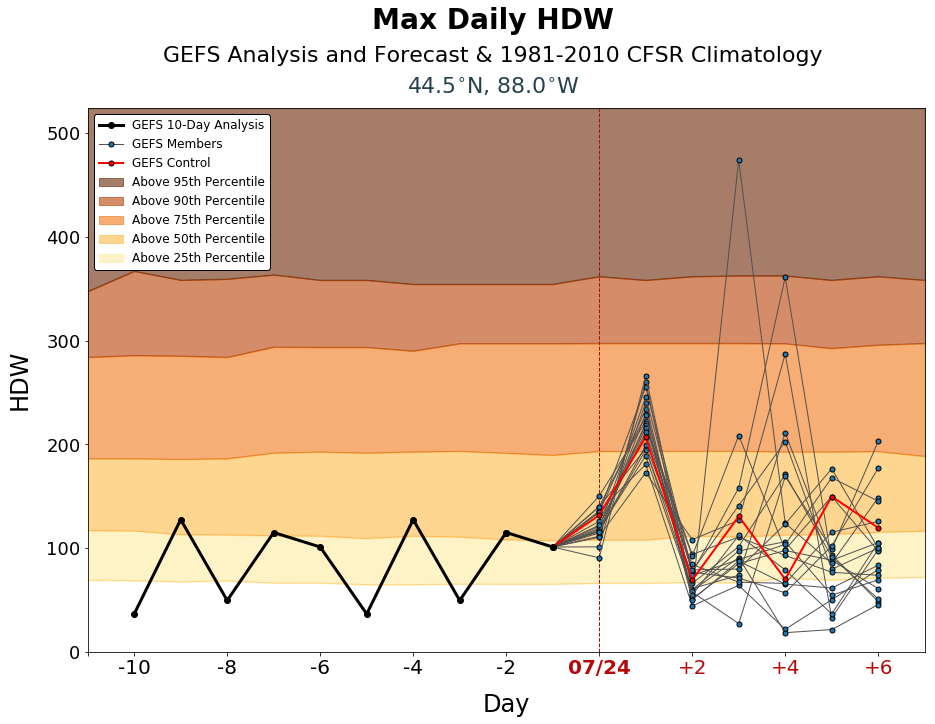 Max Daily HDW
GEFS Analysis and Forecast & 1981-2010 CFSR Climatology
44.5°N, 88.0°W
GEFS 10-Day Analysis
GEFS Members
GEFS Control
Above 95th Percentile
Above 90th Percentile
Above 75th Percentile
Above 50th Percentile
Above 25th Percentile
500
400
300
200
100
0
HDW
-10 -8 -6 -4 -2 07/24 +2 +4 +6
Day